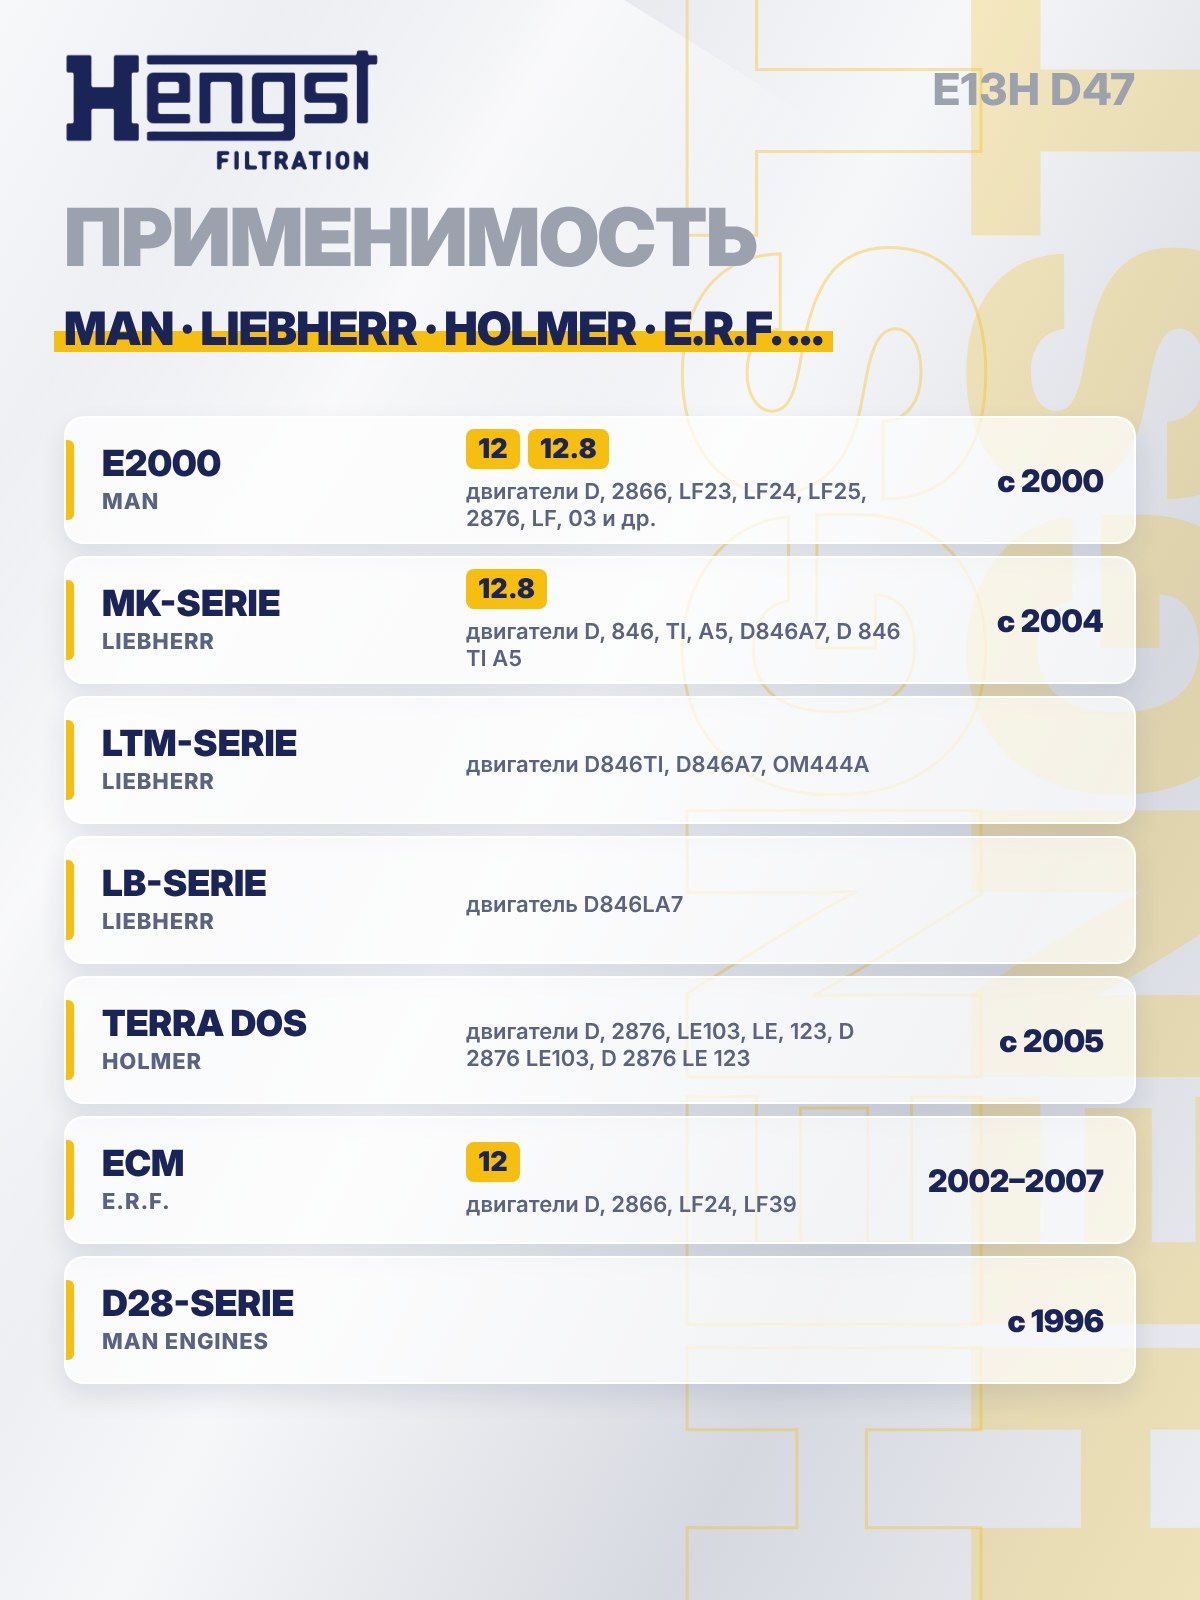 Hengst
FILTRATION
E13H D47
ПРИМЕНИМОСТЬ
MAN · LIEBHERR · HOLMER · E.R.F. ...
E2000
MAN
12 12.8
двигатели D, 2866, LF23, LF24, LF25,
2876, LF, 03 и др.
с 2000
MK-SERIE
LIEBHERR
12.8
двигатели D, 846, TI, A5, D846A7, D 846
TI A5
с 2004
LTM-SERIE
LIEBHERR
двигатели D846TI, D846A7, OM444A
LB-SERIE
LIEBHERR
двигатель D846LA7
TERRA DOS
HOLMER
двигатели D, 2876, LE103, LE, 123, D
2876 LE103, D 2876 LE 123
с 2005
ECM
E.R.F.
12
двигатели D, 2866, LF24, LF39
2002–2007
D28-SERIE
MAN ENGINES
с 1996
HENGST
HENGST